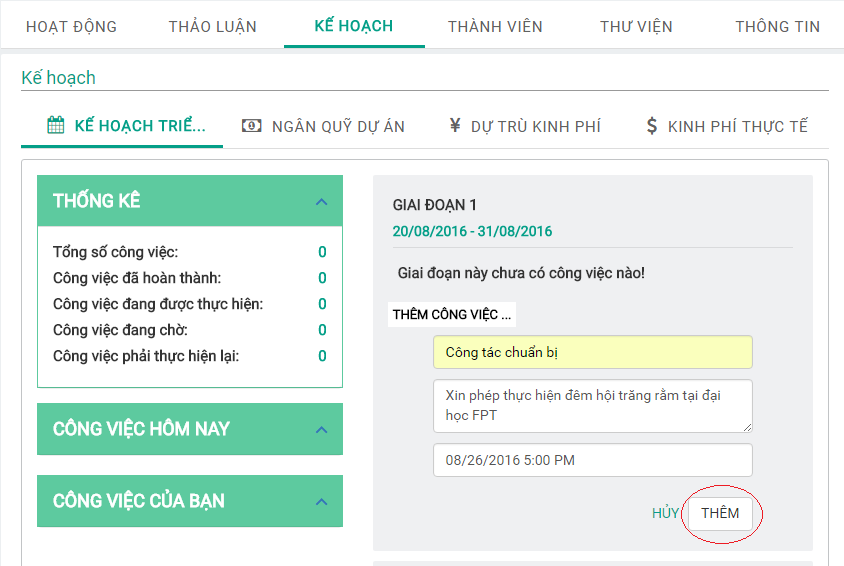 HOẠT ĐỘNG THẢO LUẬN KẾ HOẠCH THÀNH VIÊN THƯ VIỆN THÔNG TIN
Kế hoạch
KẾ HOẠCH TRIỂ... NGÂN QUỸ DỰ ÁN ¥ DỰ TRÙ KINH PHÍ $ KINH PHÍ THỰC TẾ
THỐNG KÊ
Tổng số công việc: 0
Công việc đã hoàn thành: 0
Công việc đang được thực hiện: 0
Công việc đang chờ: 0
Công việc phải thực hiện lại: 0
CÔNG VIỆC HÔM NAY
CÔNG VIỆC CỦA BẠN
GIAI ĐOẠN 1
20/08/2016 - 31/08/2016
Giai đoạn này chưa có công việc nào!
THÊM CÔNG VIỆC ...
Công tác chuẩn bị
Xin phép thực hiện đêm hội trăng rằm tại đại
học FPT
08/26/2016 5:00 PM
HỦY THÊM